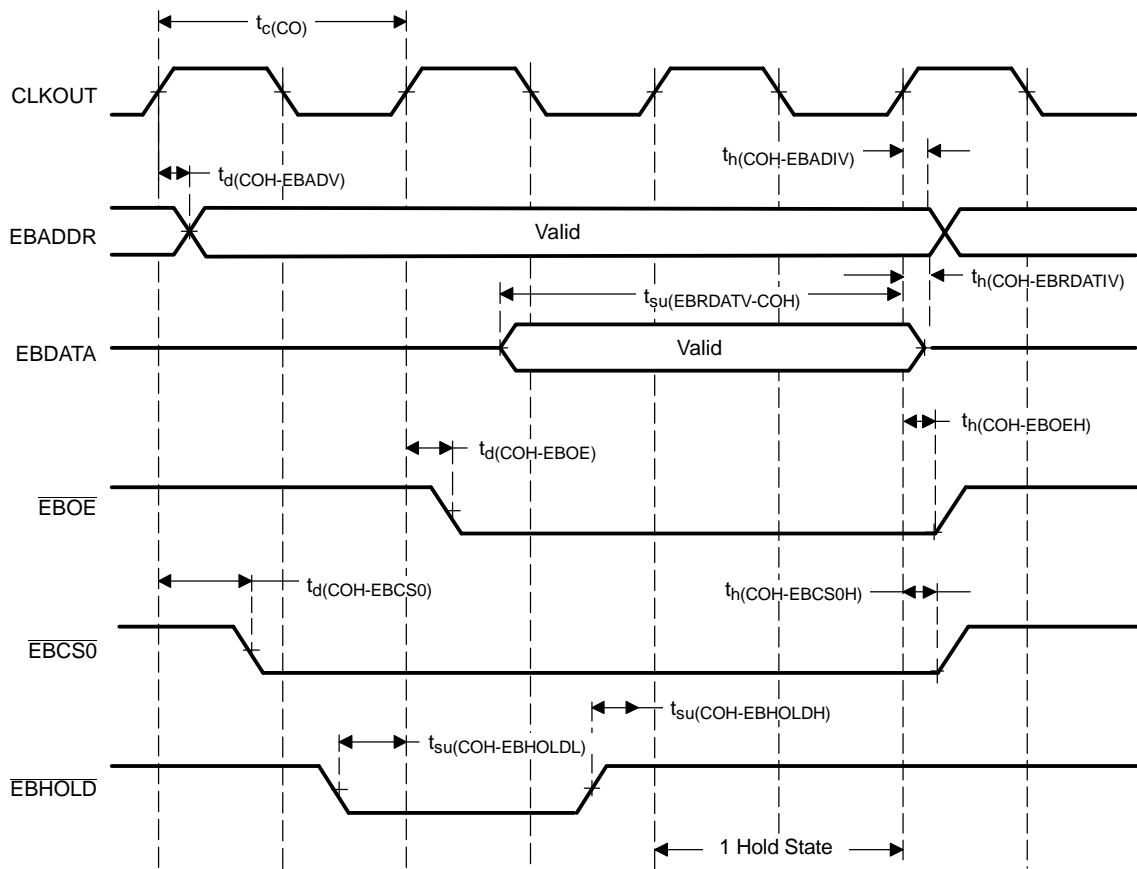 tc(CO)
CLKOUT
td(COH-EBADV)
th(COH-EBADIV)
EBADDR
Valid
th(COH-EBRDATIV)
tsu(EBRDATV-COH)
EBDATA
Valid
td(COH-EBOE)
th(COH-EBOEH)
EBOE
td(COH-EBCS0)
th(COH-EBCS0H)
EBCS0
tsu(COH-EBHOLDH)
tsu(COH-EBHOLDL)
EBHOLD
1 Hold State